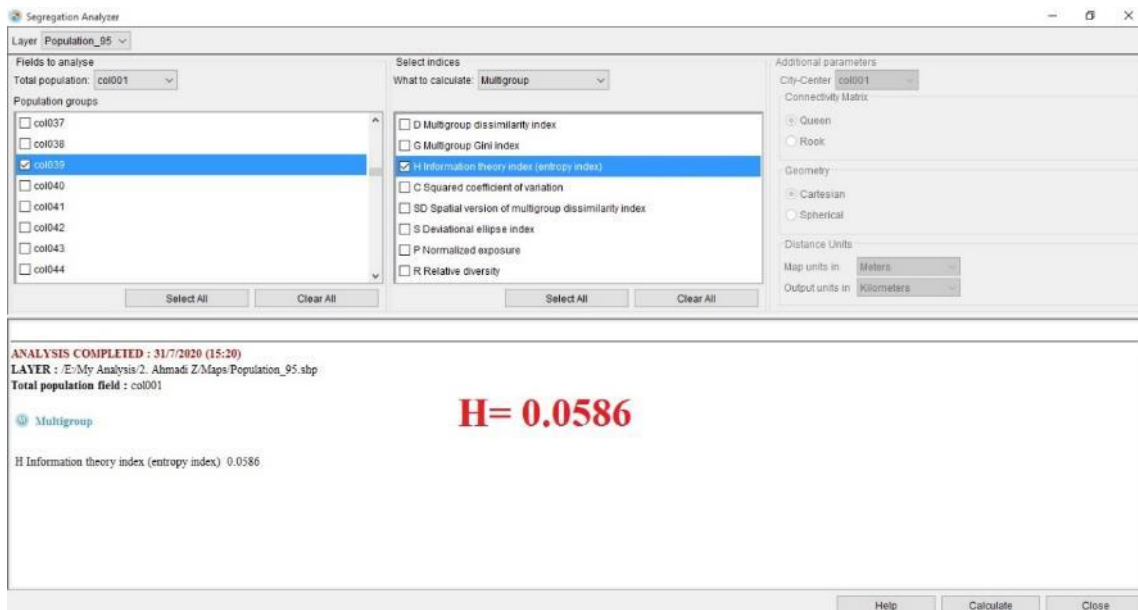 Segregation Analyzer
Layer Population_95
Fields to analyse
Total population: col001
Population groups
col037
col038
col039
col040
col041
col042
col043
col044
Select All Clear All
Select indices
What to calculate: Multigroup
D Multigroup dissimilarity index
G Multigroup Gini index
H Information theory index (entropy index)
C Squared coefficient of variation
SD Spatial version of multigroup dissimilarity index
S Deviational ellipse index
P Normalized exposure
R Relative diversity
Select All Clear All
Additional parameters
City-Center col001
Connectivity Matrix
Queen
Rook
Geometry
Cartesian
Spherical
Distance Units
Map units in Meters
Output units in Kilometers
ANALYSIS COMPLETED : 31/7/2020 (15:20)
LAYER : /E:/My Analysis/2. Ahmadi Z/Maps/Population_95.shp
Total population field : col001
Multigroup
H= 0.0586
H Information theory index (entropy index) 0.0586
Help Calculate Close